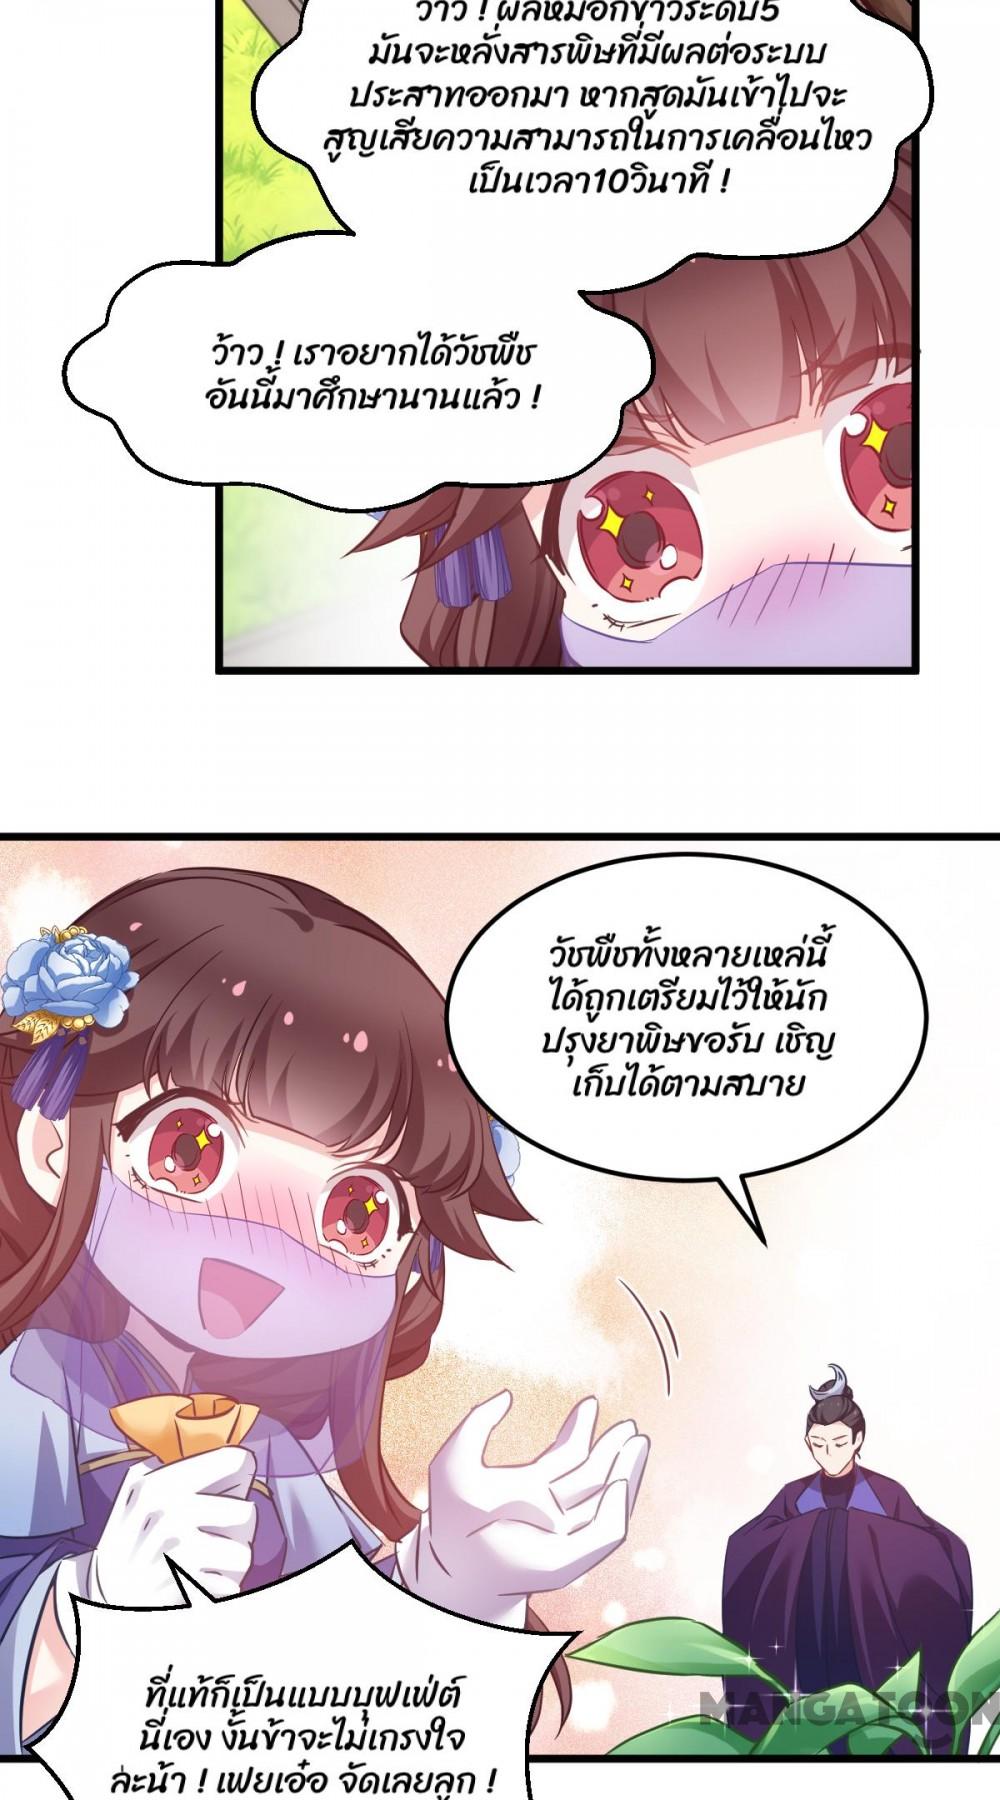 ว้าว ! ผลหมอกขาวระดับ5
มันจะหลั่งสารพิษที่มีผลต่อระบบ
ประสาทออกมา หากสูดมันเข้าไปจะ
สูญเสียความสามารถในการเคลื่อนไหว
เป็นเวลา10วินาที !
ว้าว ! เราอยากได้วัชพืช
อันนี้มาศึกษานานแล้ว !
วัชพืชทั้งหลายเหล่นี้
ได้ถูกเตรียมไว้ให้นัก
ปรุงยาพิษขอรับ เชิญ
เก็บได้ตามสบาย
ที่แท้ก็เป็นแบบบุฟเฟ่ต์
นี่เอง งั้นข้าจะไม่เกรงใจ
ล่ะน้า ! เฟยเอ๋อ จัดเลยลูก !
MANGATOON